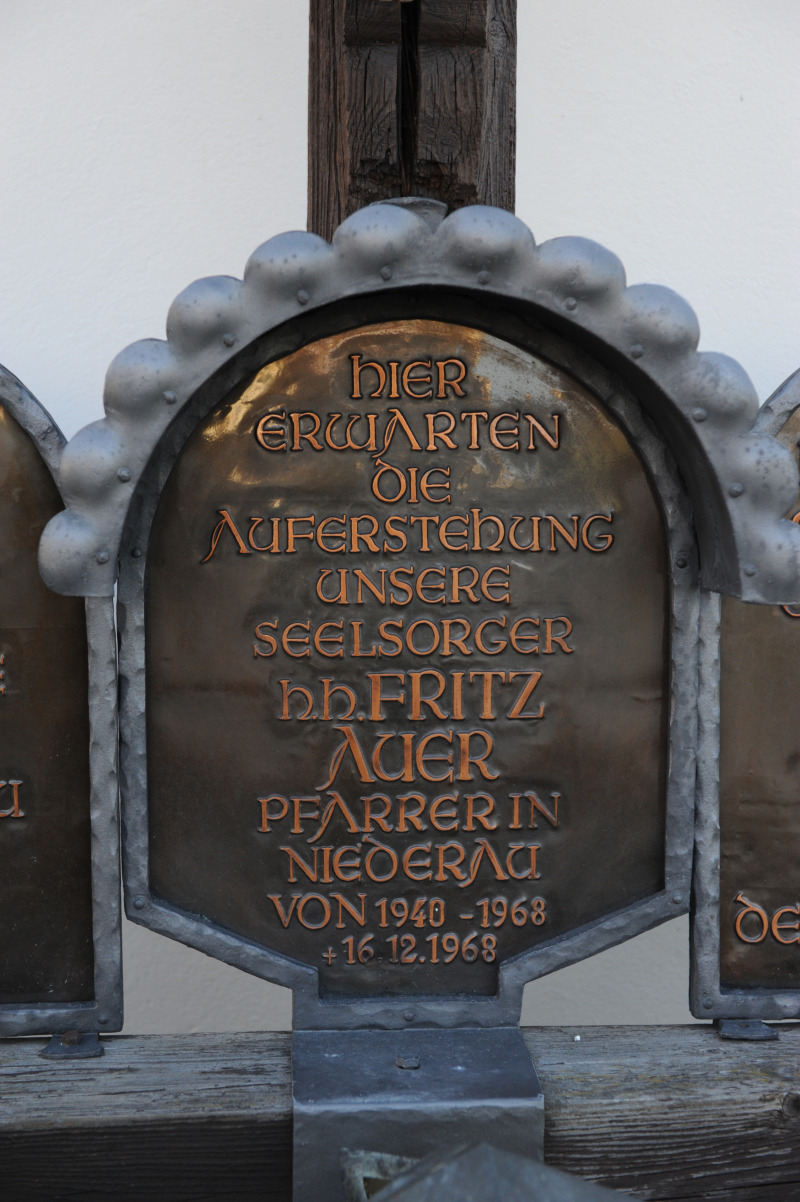 HIER
ERWARTEN
DIE
AUFERSTEHUNG
UNSERE
SEELSORGER
H.H. FRITZ
AUER
PFARRER IN
NIEDERAU
VON 1940 - 1968
+ 16.12.1968